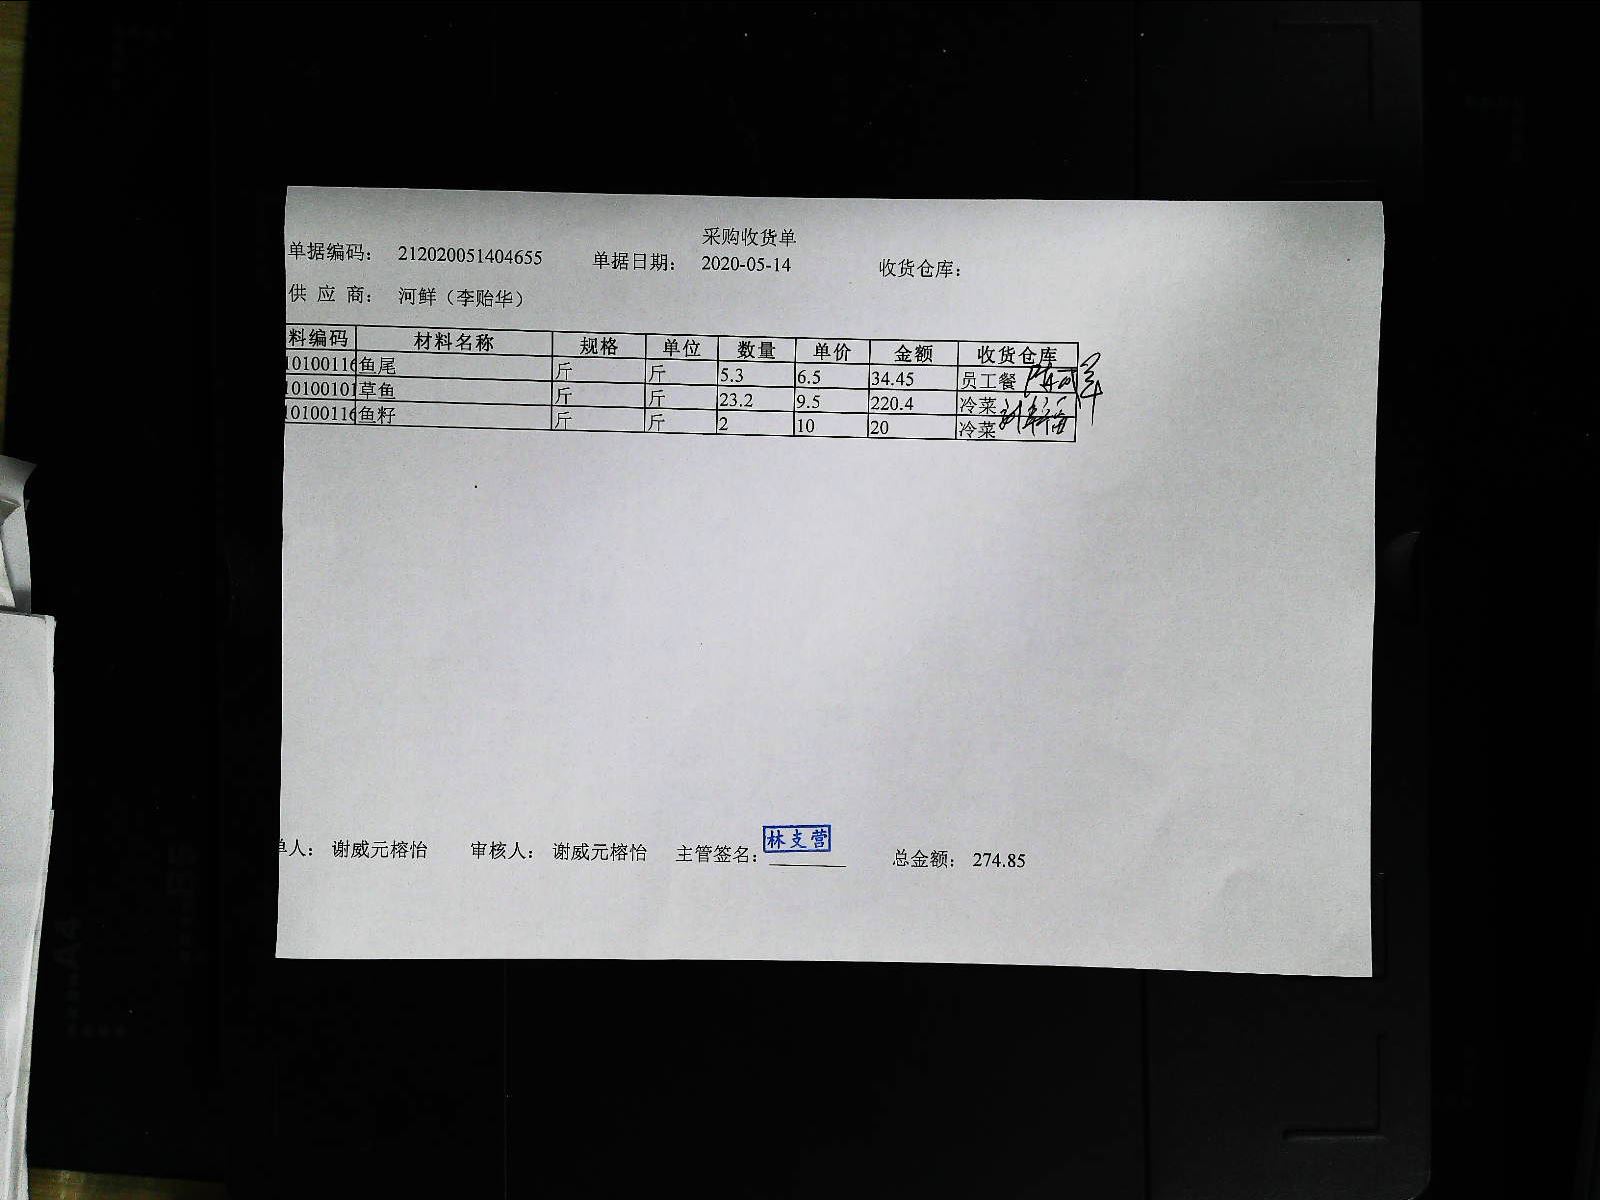 采购收货单
单据编码： 212020051404655 单据日期： 2020-05-14 收货仓库：
供 应 商： 河鲜（李贻华）
料编码 材料名称 规格 单位 数量 单价 金额 收货仓库
10100116 鱼尾 斤 斤 5.3 6.5 34.45 员工餐
10100101 草鱼 斤 斤 23.2 9.5 220.4 冷菜
10100116 鱼籽 斤 斤 2 10 20 冷菜
单人： 谢威元榕怡 审核人： 谢威元榕怡 主管签名： 林支营 总金额： 274.85